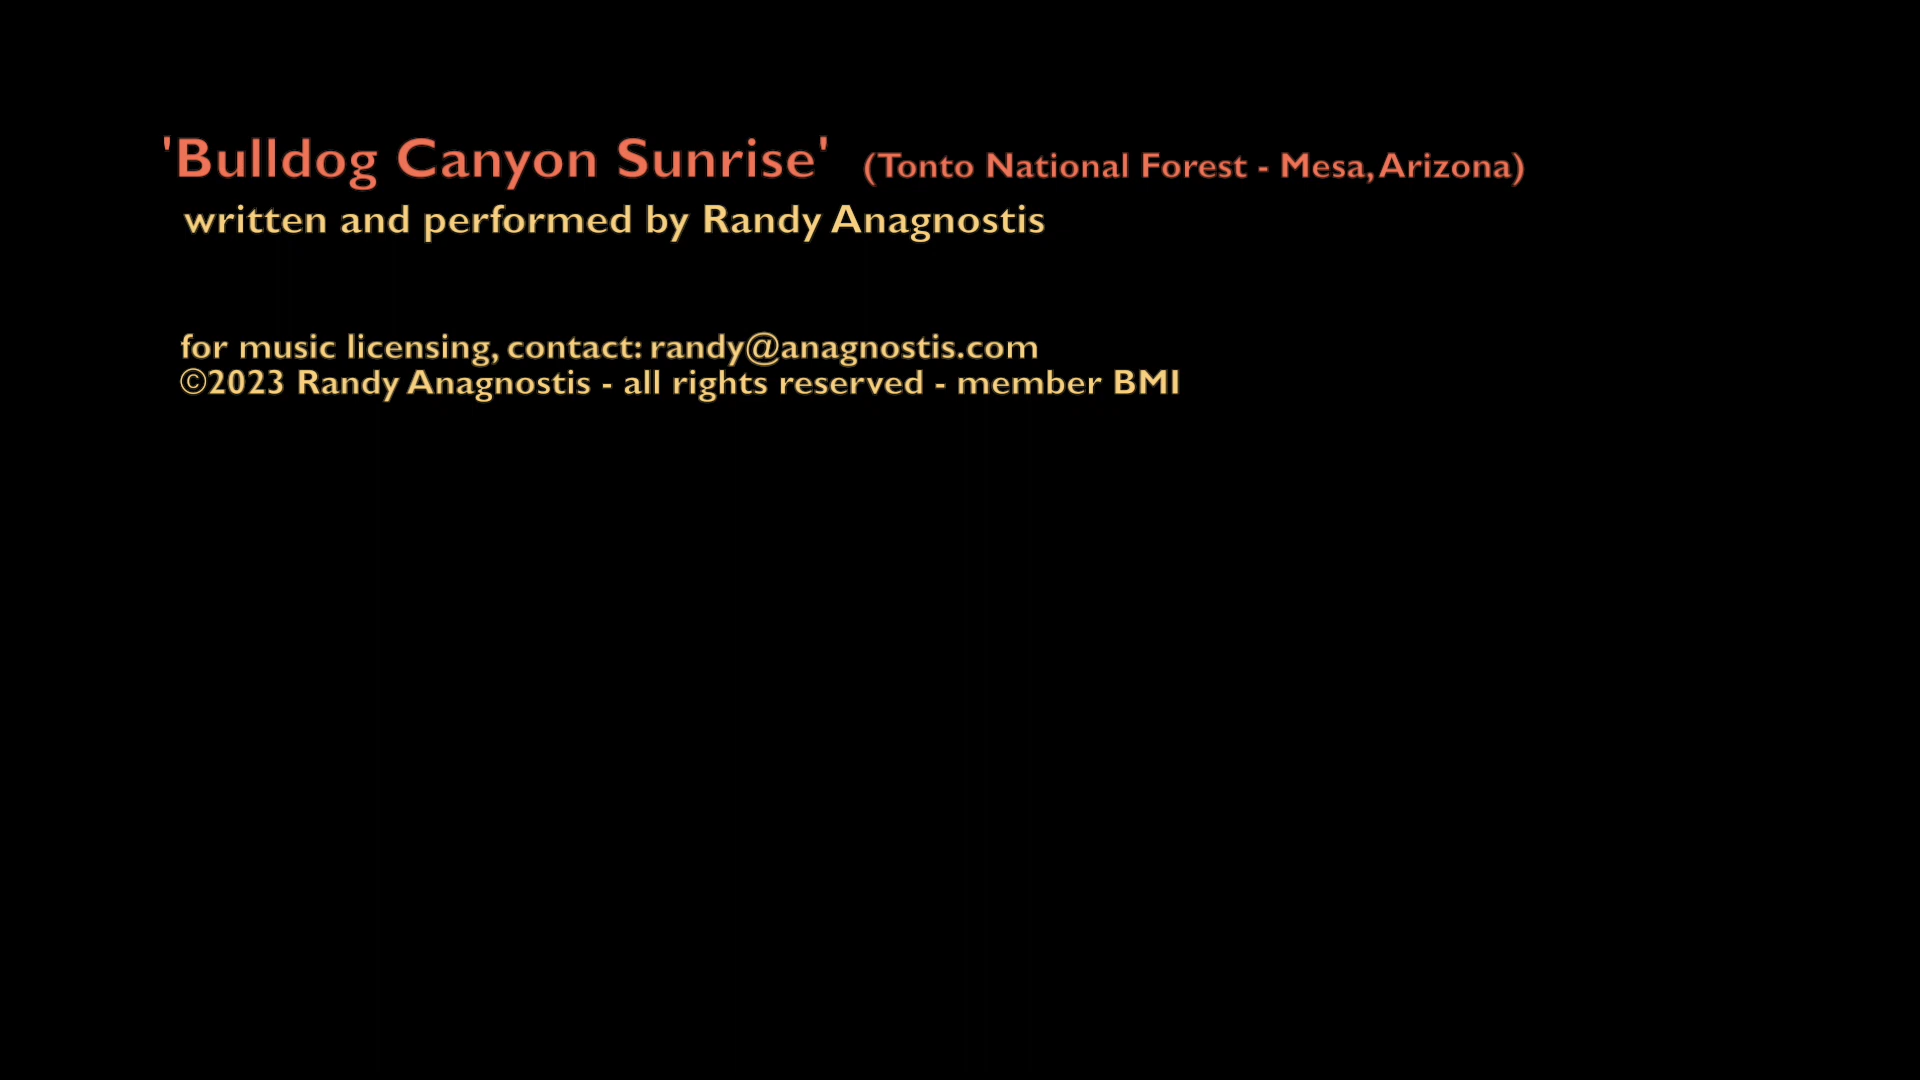 'Bulldog Canyon Sunrise' (Tonto National Forest - Mesa, Arizona)
written and performed by Randy Anagnostis
for music licensing, contact: randy@anagnostis.com
©2023 Randy Anagnostis - all rights reserved - member BMI